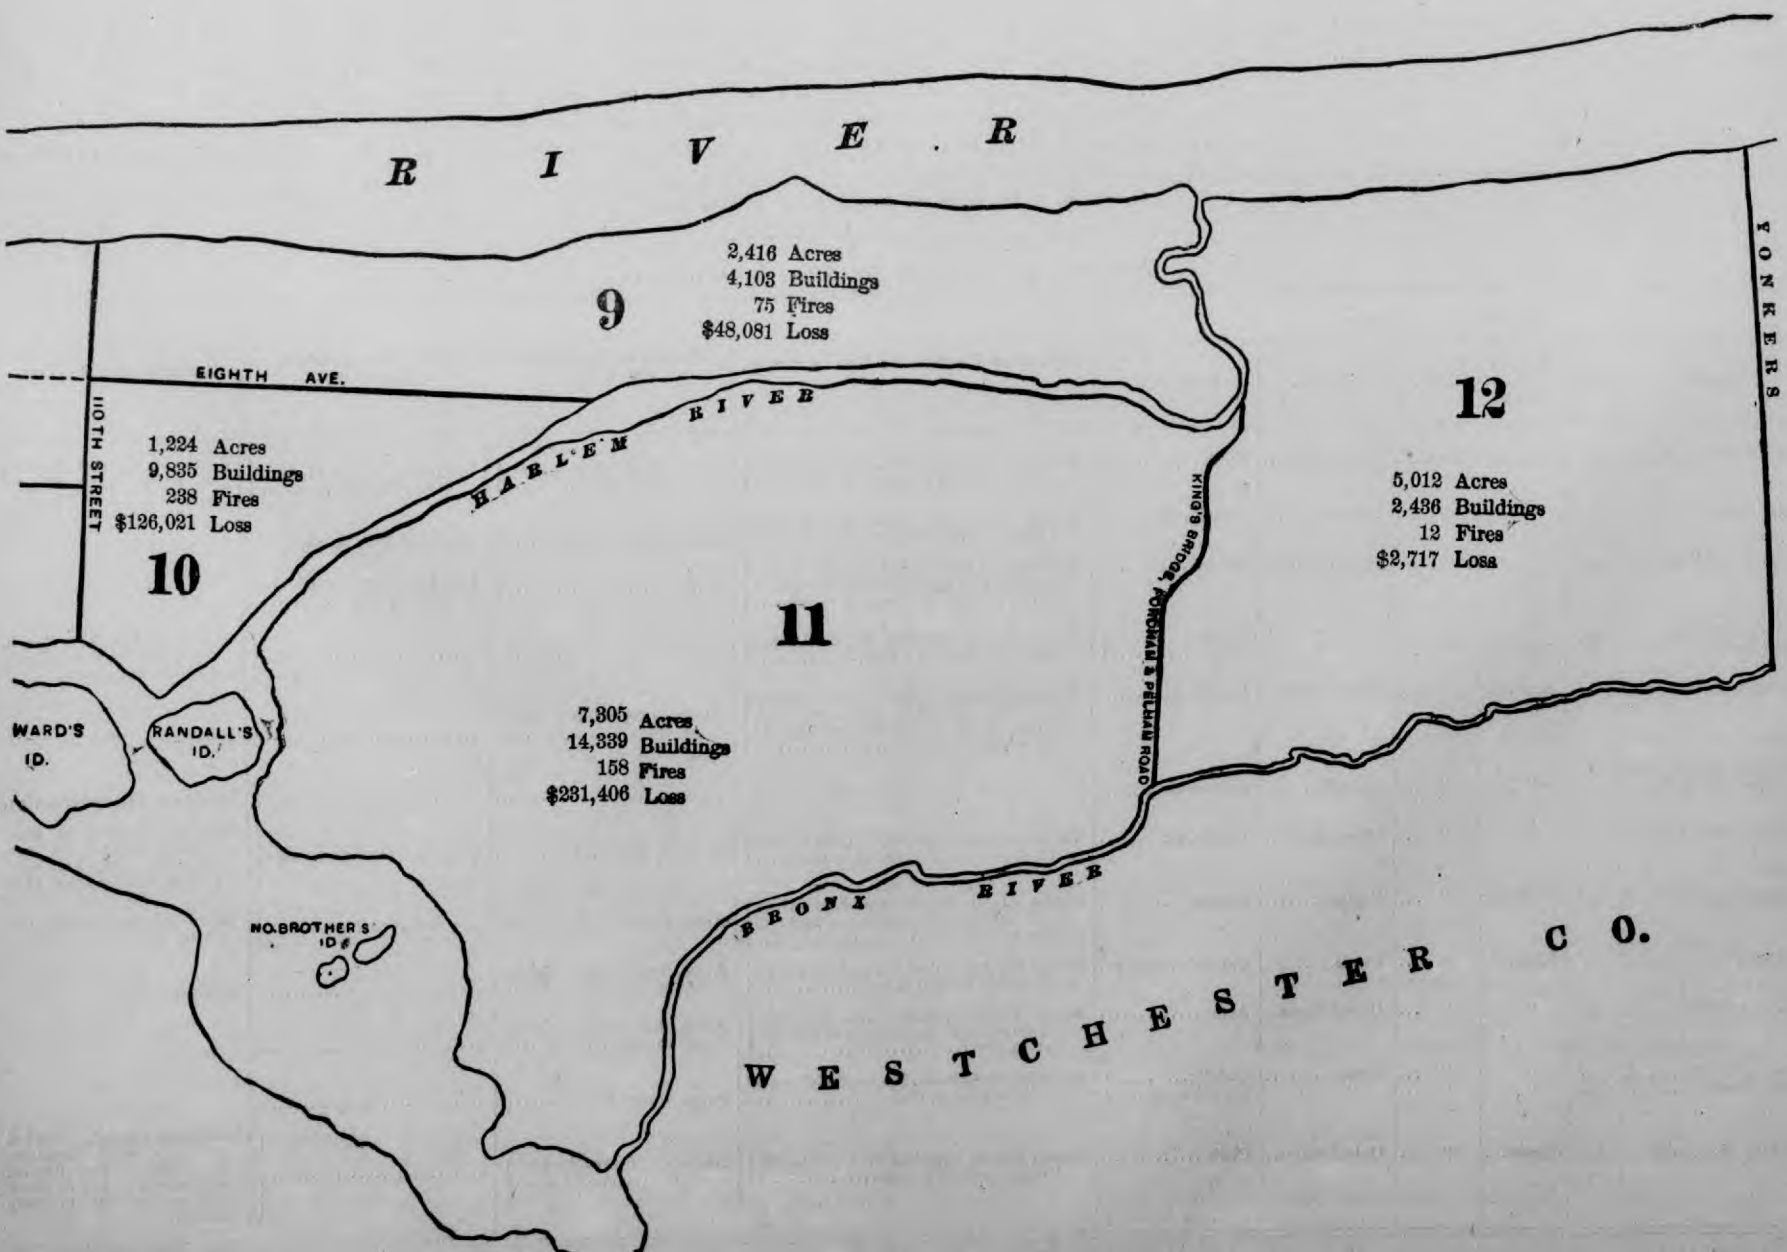 RIVER
2,416 Acres
4,103 Buildings
75 Fires
$48,081 Loss
9
YONKERS
EIGHTH AVE.
HARLEM RIVER
12
110TH STREET
1,224 Acres
9,835 Buildings
238 Fires
$126,021 Loss
10
5,012 Acres
2,436 Buildings
12 Fires
$2,717 Loss
KING'S BRIDGE, FORDHAM & PELHAM ROAD
11
7,305 Acres
14,339 Buildings
158 Fires
$231,406 Loss
WARD'S
ID.
RANDALL'S
ID.
BRONX RIVER
NO. BROTHERS
ID
WESTCHESTER CO.